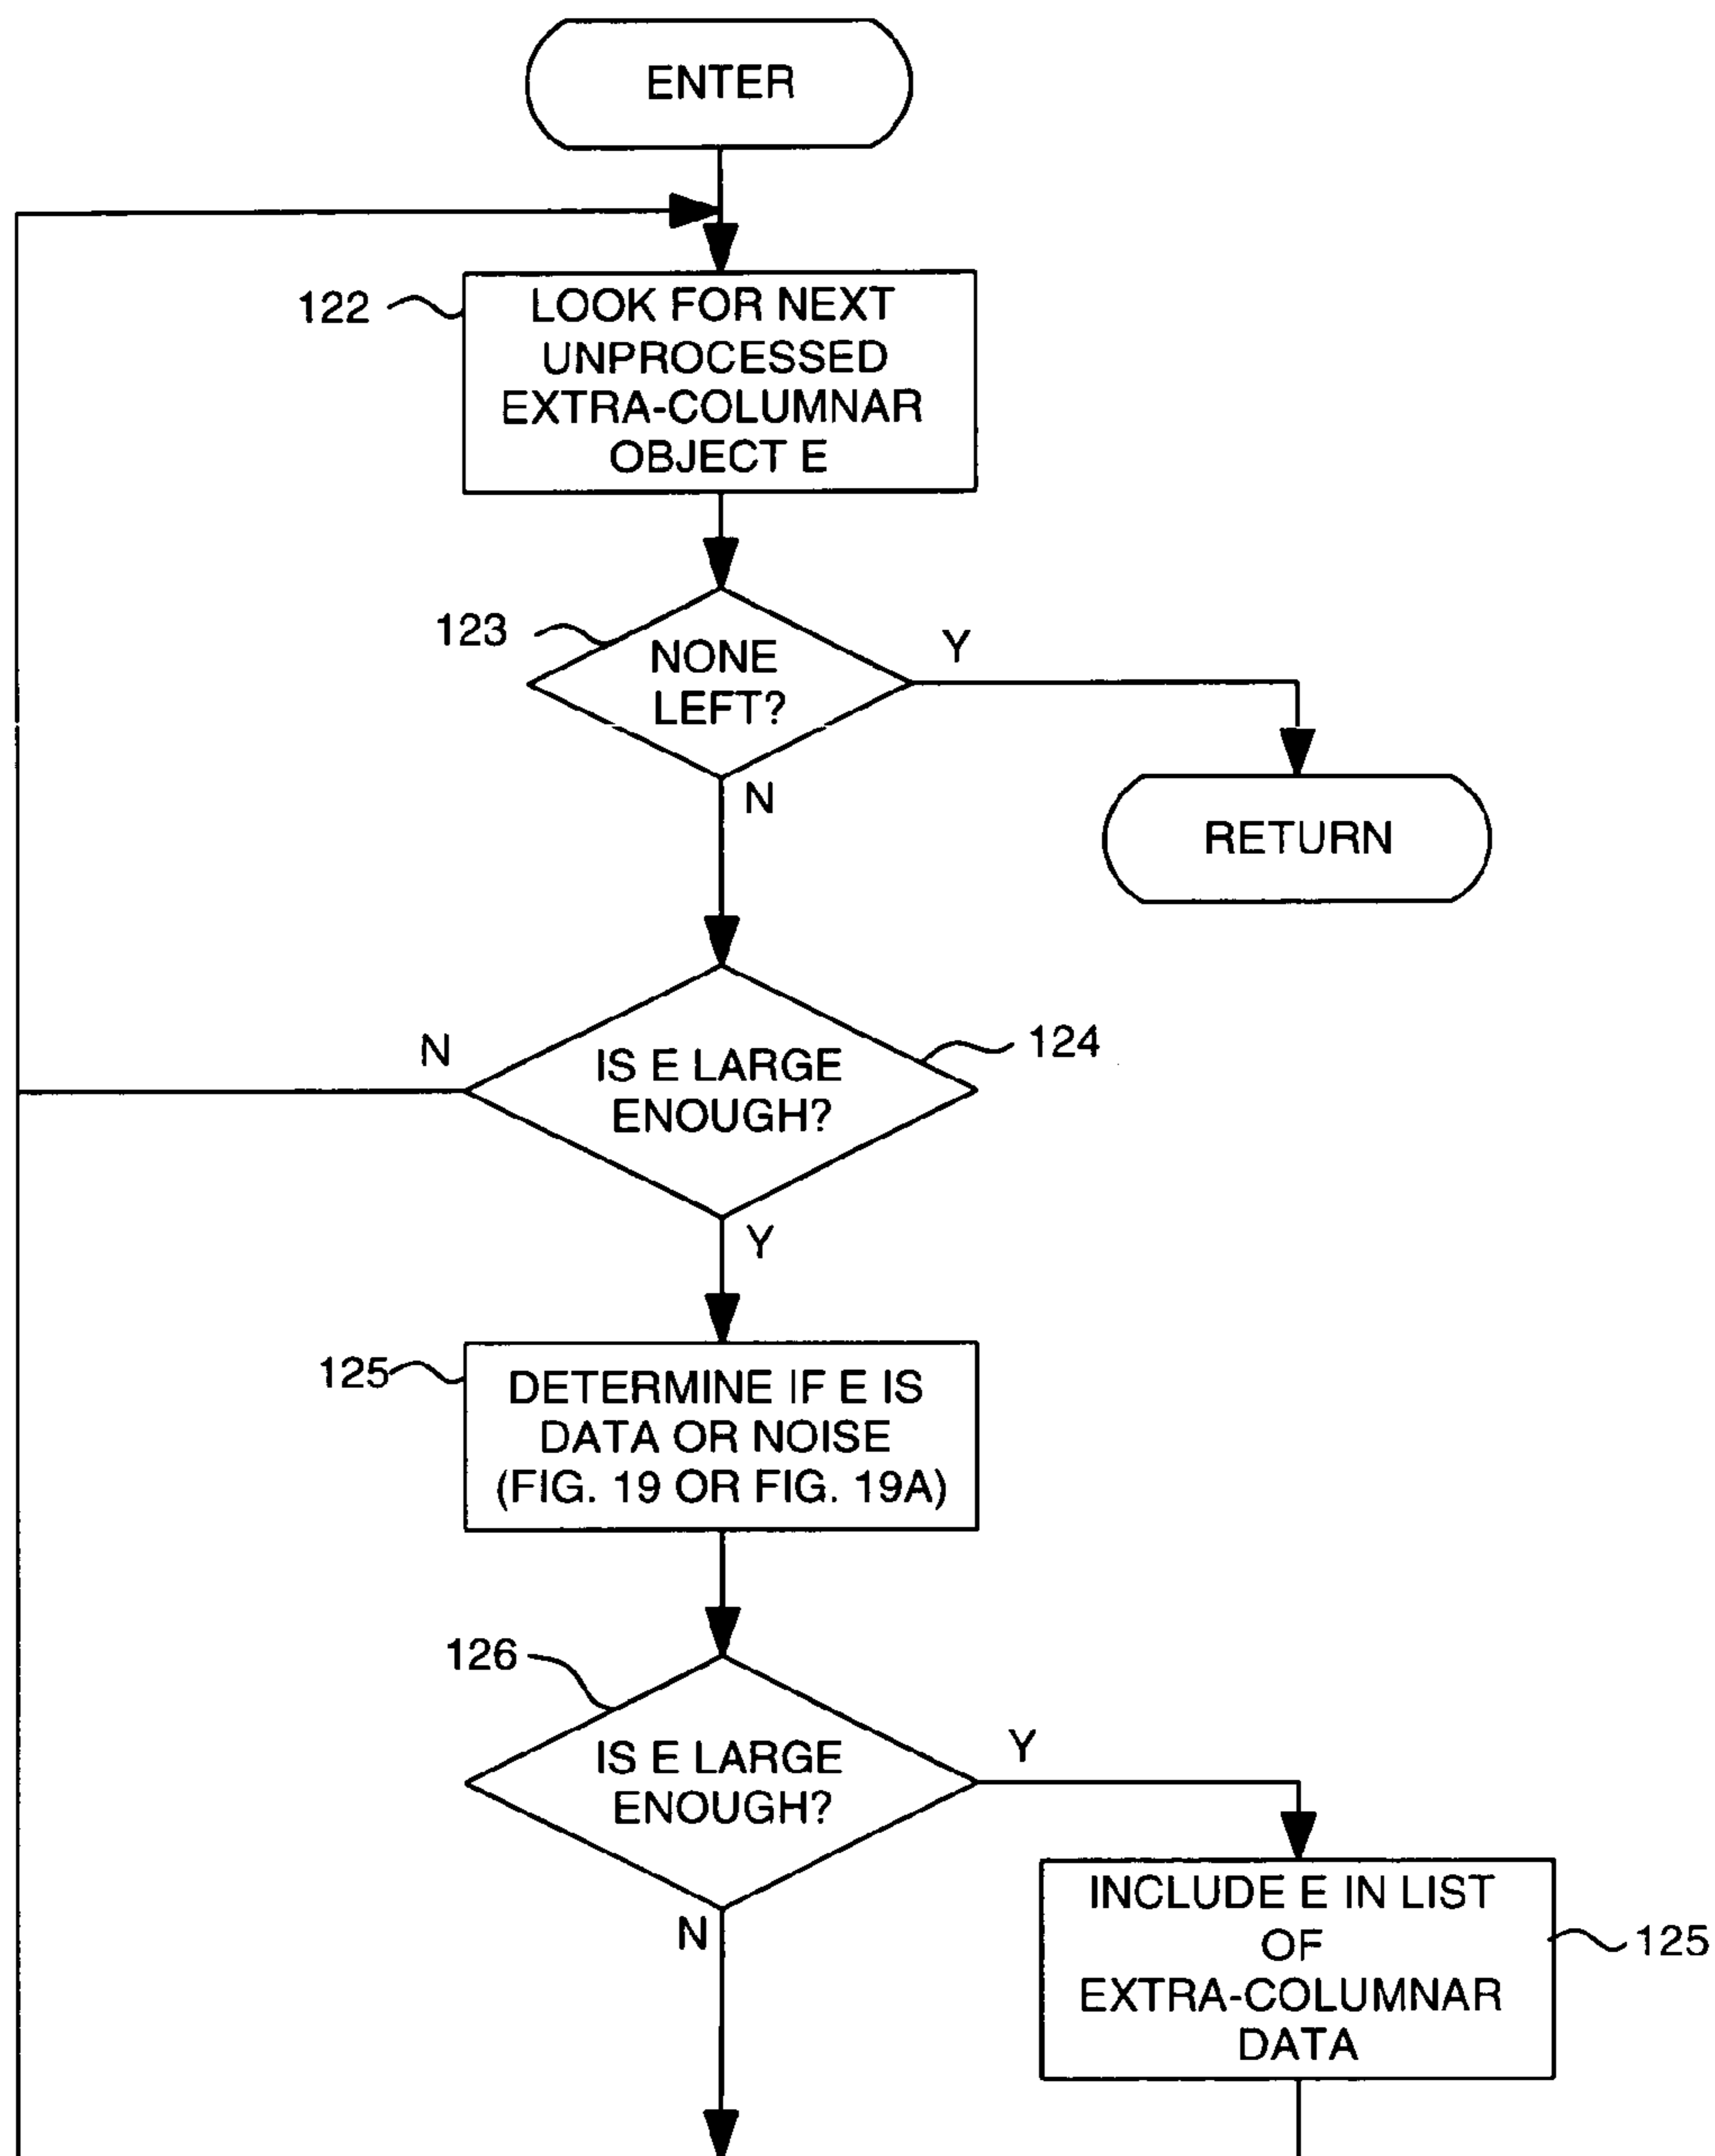 ENTER
122
LOOK FOR NEXT
UNPROCESSED
EXTRA-COLUMNAR
OBJECT E
123
NONE
LEFT?
Y
N
RETURN
N
IS E LARGE
ENOUGH?
124
Y
125
DETERMINE IF E IS
DATA OR NOISE
(FIG. 19 OR FIG. 19A)
126
IS E LARGE
ENOUGH?
Y
N
INCLUDE E IN LIST
OF
EXTRA-COLUMNAR
DATA
125